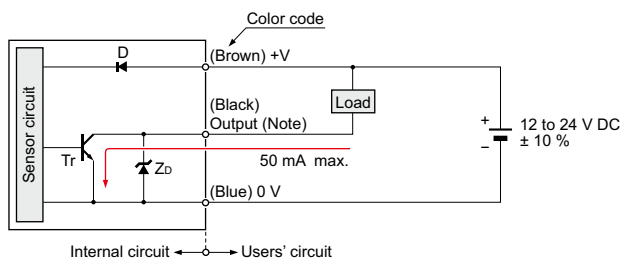 Color code
D
(Brown) +V
Sensor circuit
(Black)
Output (Note)
Load
Tr
ZD
50 mA max.
+
−
12 to 24 V DC
± 10 %
(Blue) 0 V
Internal circuit
Users' circuit